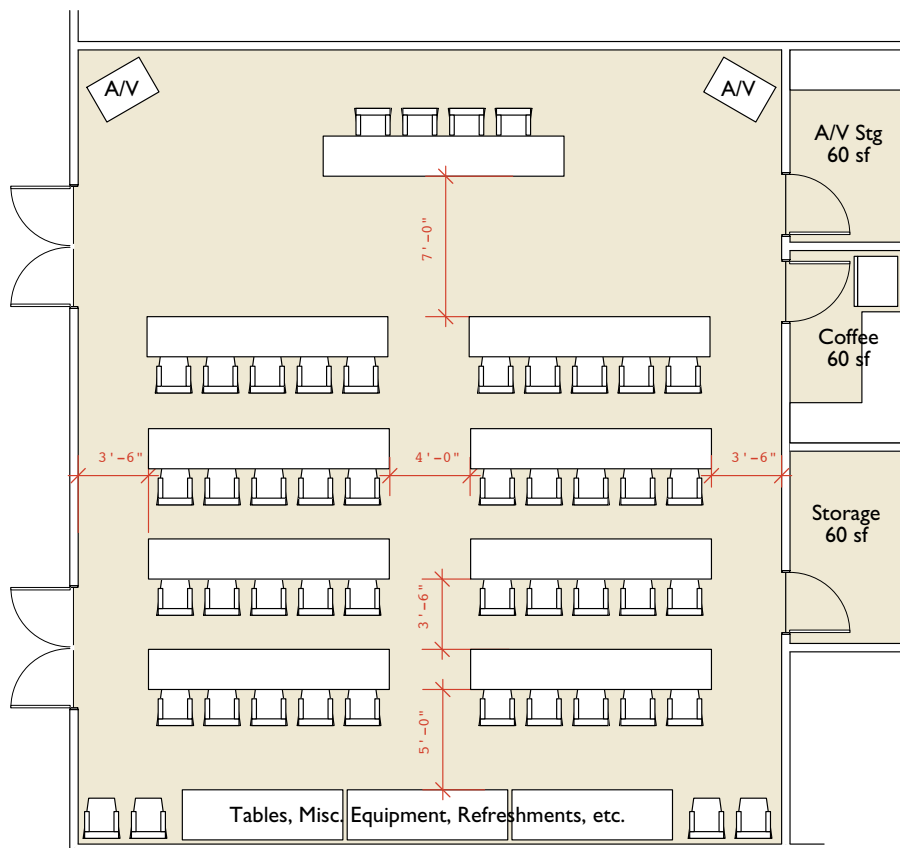 A/V
A/V
A/V Stg
60 sf
7'-0"
Coffee
60 sf
3'-6"
4'-0"
3'-6"
Storage
60 sf
3'-6"
5'-0"
Tables, Misc. Equipment, Refreshments, etc.